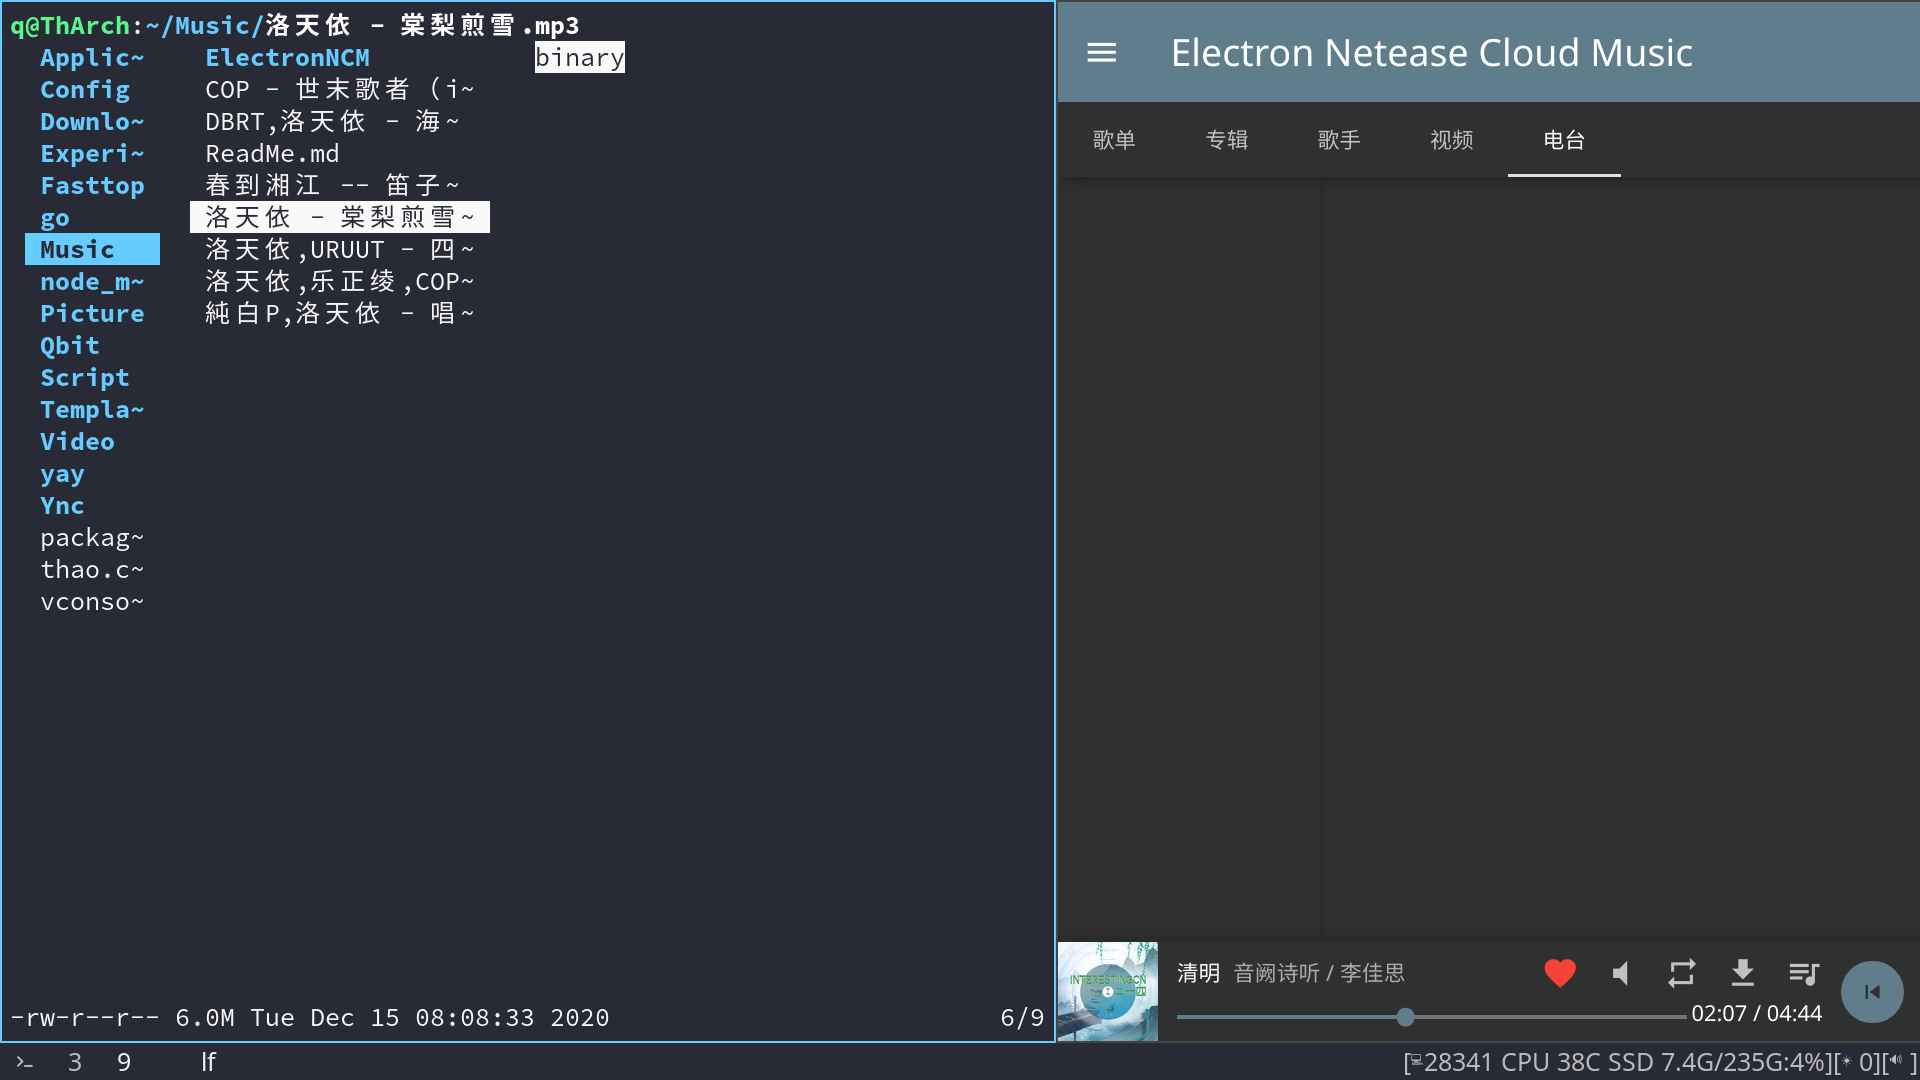 q@ThArch:~/Music/洛天依 - 棠梨煎雪.mp3
Applic~
Config
Downlo~
Experi~
Fasttop
go
Music
node_m~
Picture
Qbit
Script
Templa~
Video
yay
Ync
packag~
thao.c~
vconso~
ElectronNCM
COP - 世末歌者（i~
DBRT,洛天依 - 海~
ReadMe.md
春到湘江 -- 笛子~
洛天依 - 棠梨煎雪~
洛天依,URUUT - 四~
洛天依,乐正绫,COP~
純白P,洛天依 - 唱~
binary
-rw-r--r-- 6.0M Tue Dec 15 08:08:33 2020
6/9
Electron Netease Cloud Music
歌单 专辑 歌手 视频 电台
INTERESTINGCN
清明 音阙诗听 / 李佳思
02:07 / 04:44
3 9 lf
[28341 CPU 38C SSD 7.4G/235G:4%][ 0][ ]